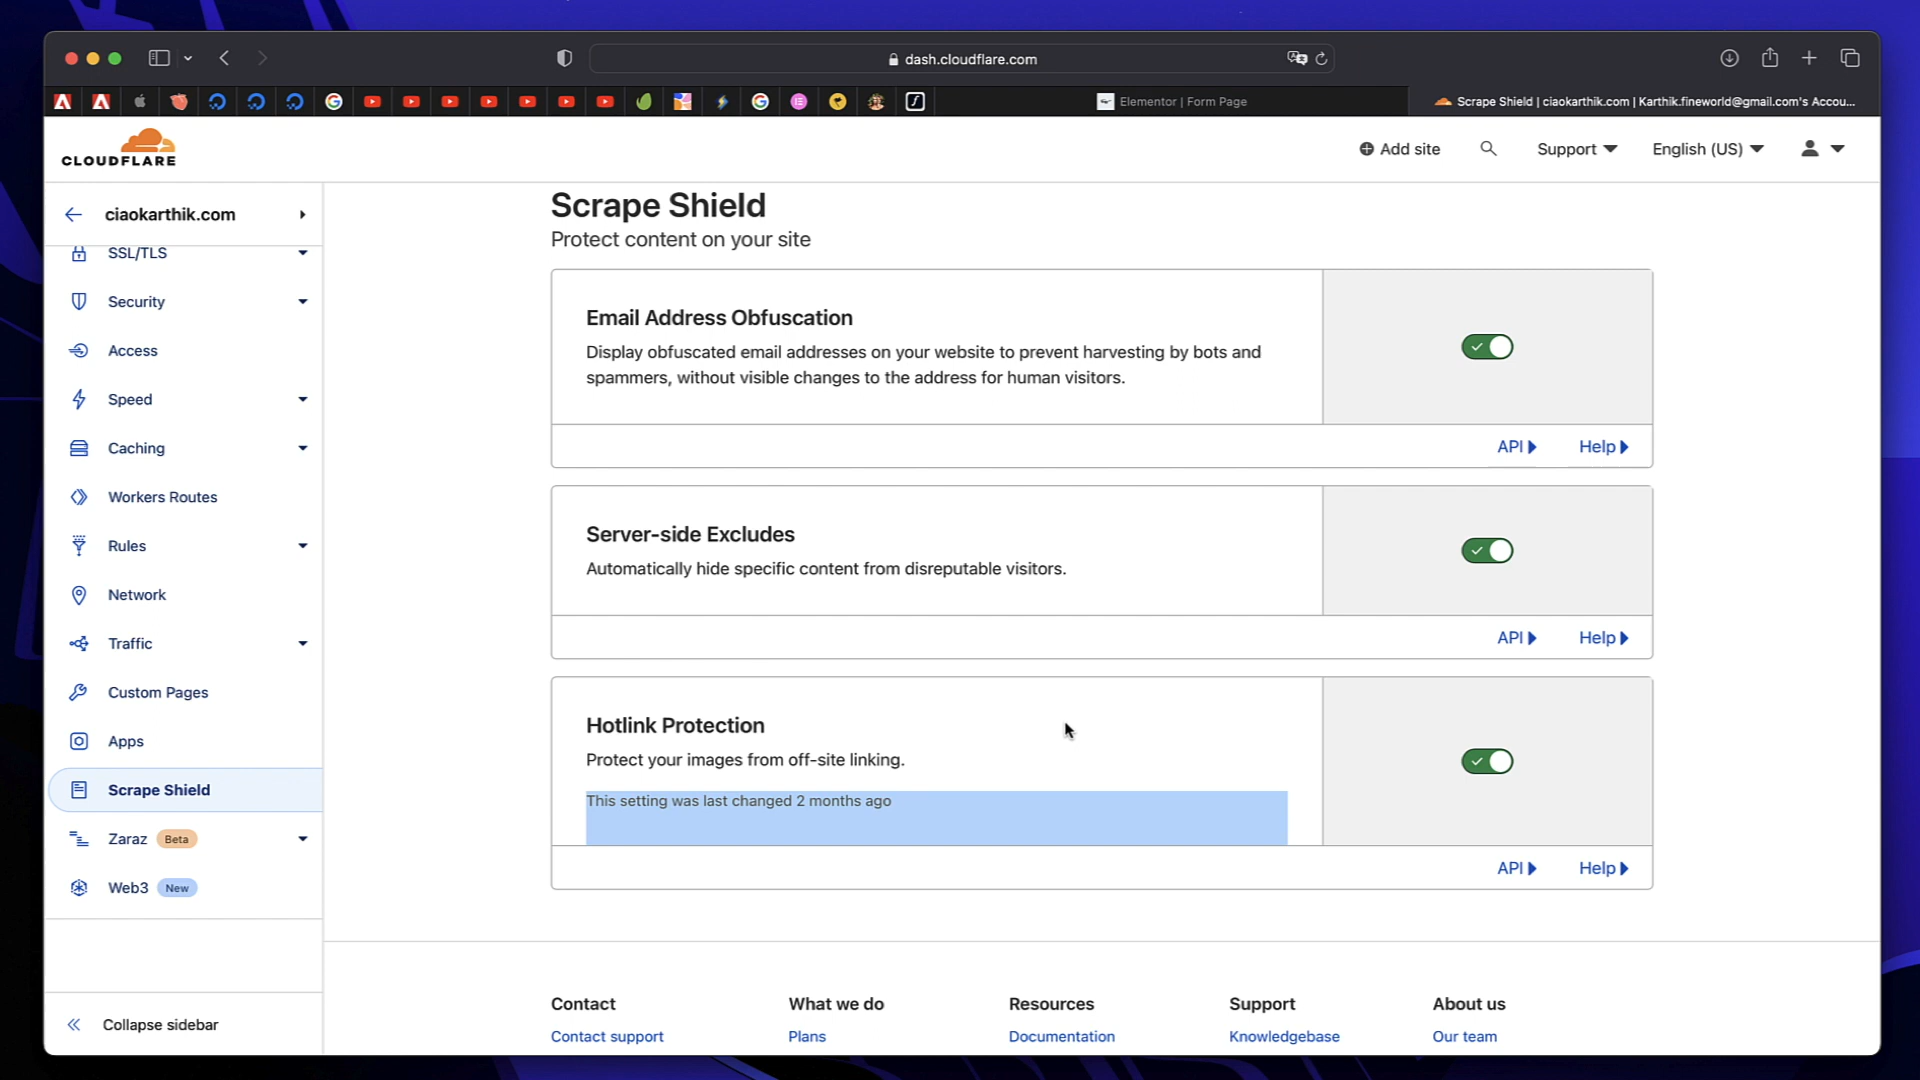 dash.cloudflare.com
Elementor | Form Page
Scrape Shield | ciaokarthik.com | Karthik.fineworld@gmail.com's Accou...
CLOUDFLARE
Add site
Support
English (US)
ciaokarthik.com
SSL/TLS
Security
Access
Speed
Caching
Workers Routes
Rules
Network
Traffic
Custom Pages
Apps
Scrape Shield
Zaraz Beta
Web3 New
Collapse sidebar
Scrape Shield
Protect content on your site
Email Address Obfuscation
Display obfuscated email addresses on your website to prevent harvesting by bots and
spammers, without visible changes to the address for human visitors.
API Help
Server-side Excludes
Automatically hide specific content from disreputable visitors.
API Help
Hotlink Protection
Protect your images from off-site linking.
This setting was last changed 2 months ago
API Help
Contact
Contact support
What we do
Plans
Resources
Documentation
Support
Knowledgebase
About us
Our team